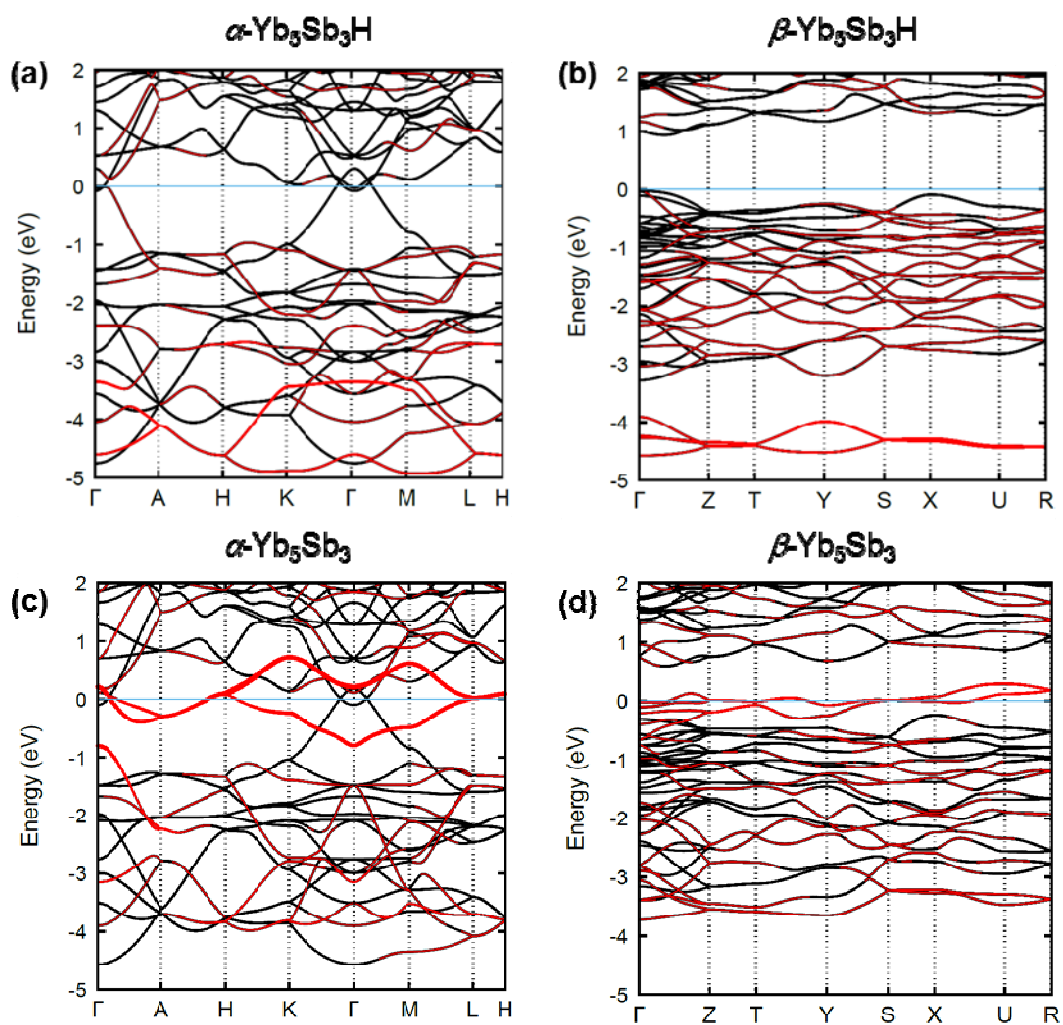 α-Yb₅Sb₃H
β-Yb₅Sb₃H
(a)
2
1
0
-1
-2
-3
-4
-5
Energy (eV)
Γ A H K Γ M L H
(b)
2
1
0
-1
-2
-3
-4
-5
Energy (eV)
Γ Z T Y S X U R
α-Yb₅Sb₃
β-Yb₅Sb₃
(c)
2
1
0
-1
-2
-3
-4
-5
Energy (eV)
Γ A H K Γ M L H
(d)
2
1
0
-1
-2
-3
-4
-5
Energy (eV)
Γ Z T Y S X U R